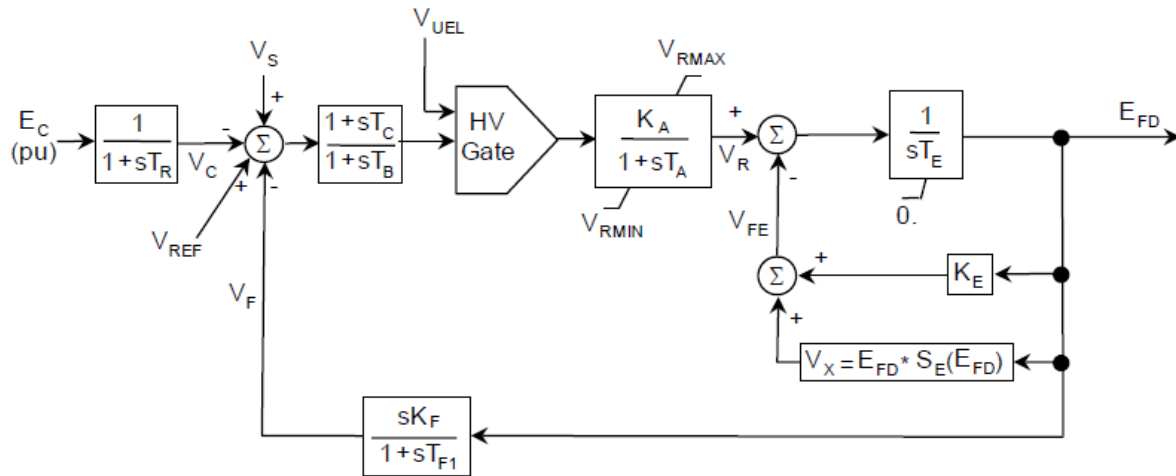 V_UEL
V_S
V_RMAX
E_C
(pu)
1
1+sT_R
-
V_C
+
Σ
+
-
V_REF
1+sT_C
1+sT_B
HV
Gate
K_A
1+sT_A
V_RMIN
+
V_R
Σ
-
1
sT_E
0.
E_FD
V_FE
Σ
+
K_E
+
V_X = E_FD* S_E(E_FD)
V_F
sK_F
1+sT_F1